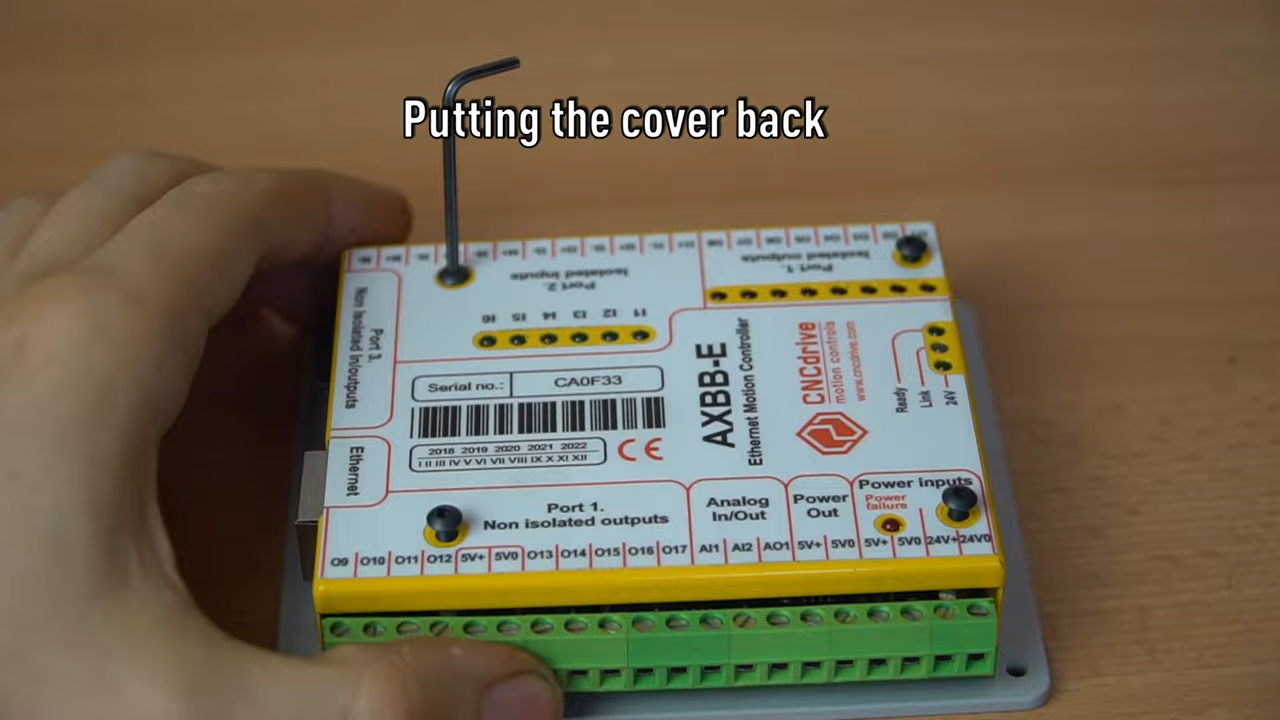 Putting the cover back
Port 1.
Isolated outputs
Port 2.
Isolated inputs
I6 I5 I4 I3 I2 I1
Port 3.
Non isolated in/outputs
Ethernet
Serial no.: CA0F33
2018 2019 2020 2021 2022
I II III IV V VI VII VIII IX X XI XII
CE
AXBB-E
Ethernet Motion Controller
CNCdrive
motion controls
www.cncdrive.com
Ready
Link
24V
Port 1.
Non isolated outputs
Analog
In/Out
Power
Out
Power inputs
Power
failure
O9 O10 O11 O12 5V+ 5V0 O13 O14 O15 O16 O17 AI1 AI2 AO1 5V+ 5V0 5V+ 5V0 24V+ 24V0